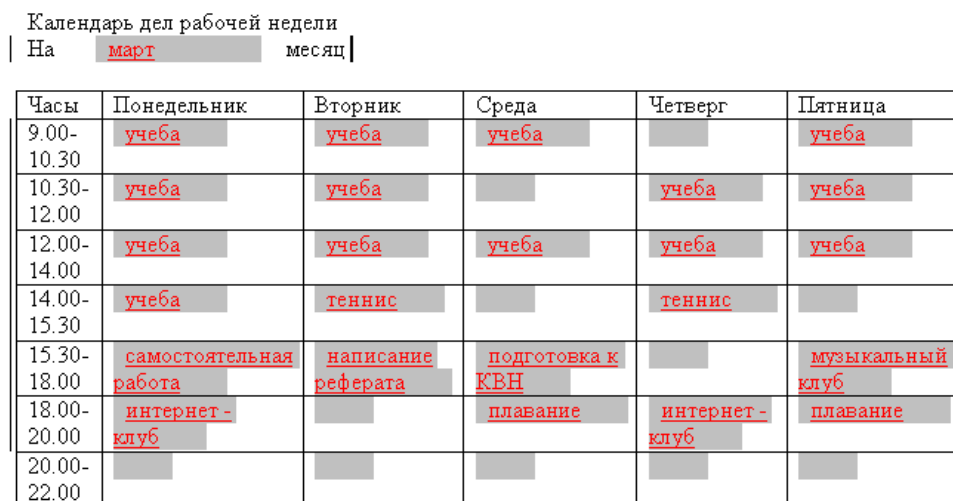 Календарь дел рабочей недели
На март месяц
Часы Понедельник Вторник Среда Четверг Пятница
9.00- учеба учеба учеба учеба
10.30
10.30- учеба учеба учеба учеба
12.00
12.00- учеба учеба учеба учеба учеба
14.00
14.00- учеба теннис теннис
15.30
15.30- самостоятельная написание подготовка к музыкальный
18.00 работа реферата КВН клуб
18.00- интернет - плавание интернет - плавание
20.00 клуб клуб
20.00-
22.00